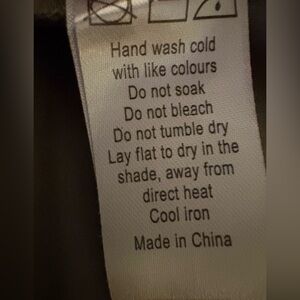 Hand wash cold
with like colours
Do not soak
Do not bleach
Do not tumble dry
Lay flat to dry in the
shade, away from
direct heat
Cool iron
Made in China